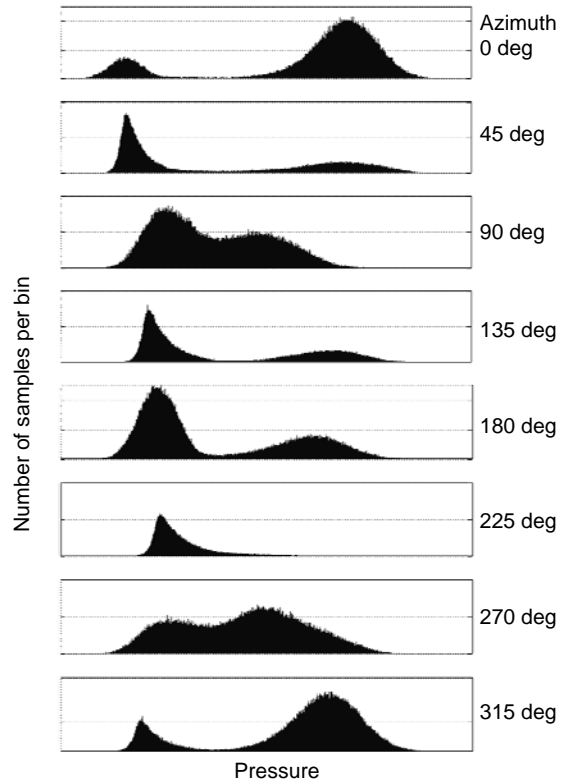 Azimuth
0 deg
45 deg
90 deg
135 deg
180 deg
225 deg
270 deg
315 deg
Number of samples per bin
Pressure